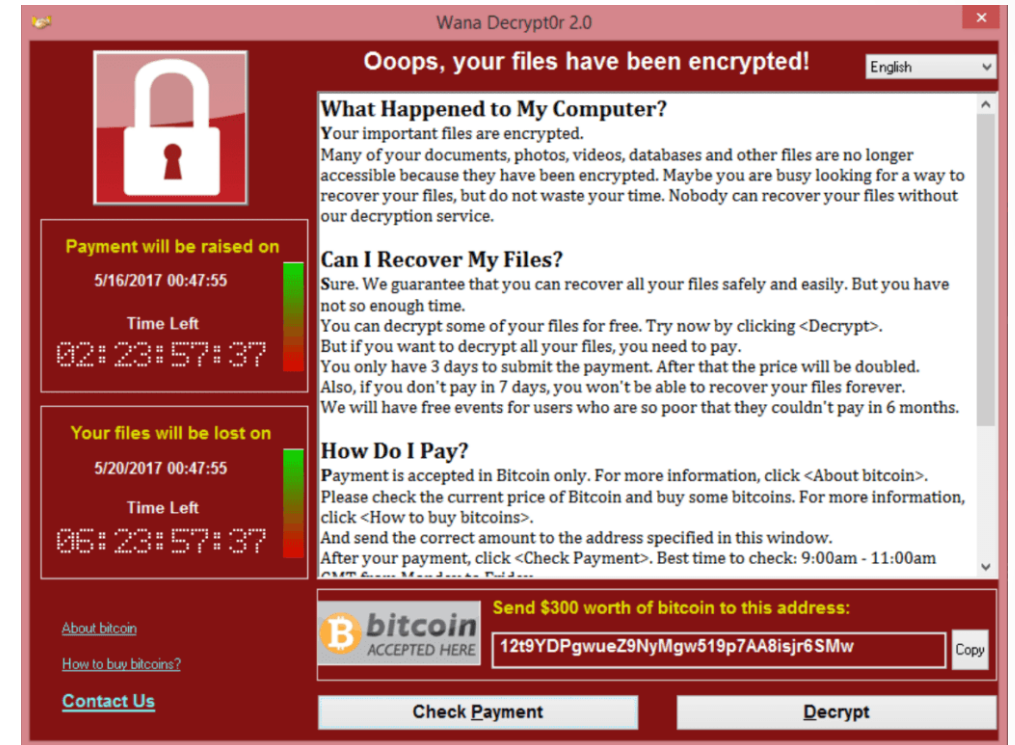 Wana Decrypt0r 2.0
Ooops, your files have been encrypted!
English
Payment will be raised on
5/16/2017 00:47:55
Time Left
02:23:57:37
Your files will be lost on
5/20/2017 00:47:55
Time Left
06:23:57:37
About bitcoin
How to buy bitcoins?
Contact Us
What Happened to My Computer?
Your important files are encrypted.
Many of your documents, photos, videos, databases and other files are no longer
accessible because they have been encrypted. Maybe you are busy looking for a way to
recover your files, but do not waste your time. Nobody can recover your files without
our decryption service.
Can I Recover My Files?
Sure. We guarantee that you can recover all your files safely and easily. But you have
not so enough time.
You can decrypt some of your files for free. Try now by clicking <Decrypt>.
But if you want to decrypt all your files, you need to pay.
You only have 3 days to submit the payment. After that the price will be doubled.
Also, if you don't pay in 7 days, you won't be able to recover your files forever.
We will have free events for users who are so poor that they couldn't pay in 6 months.
How Do I Pay?
Payment is accepted in Bitcoin only. For more information, click <About bitcoin>.
Please check the current price of Bitcoin and buy some bitcoins. For more information,
click <How to buy bitcoins>.
And send the correct amount to the address specified in this window.
After your payment, click <Check Payment>. Best time to check: 9:00am - 11:00am
GMT from Monday to Friday
bitcoin
ACCEPTED HERE
Send $300 worth of bitcoin to this address:
12t9YDPgwueZ9NyMgw519p7AA8isjr6SMw
Copy
Check Payment
Decrypt